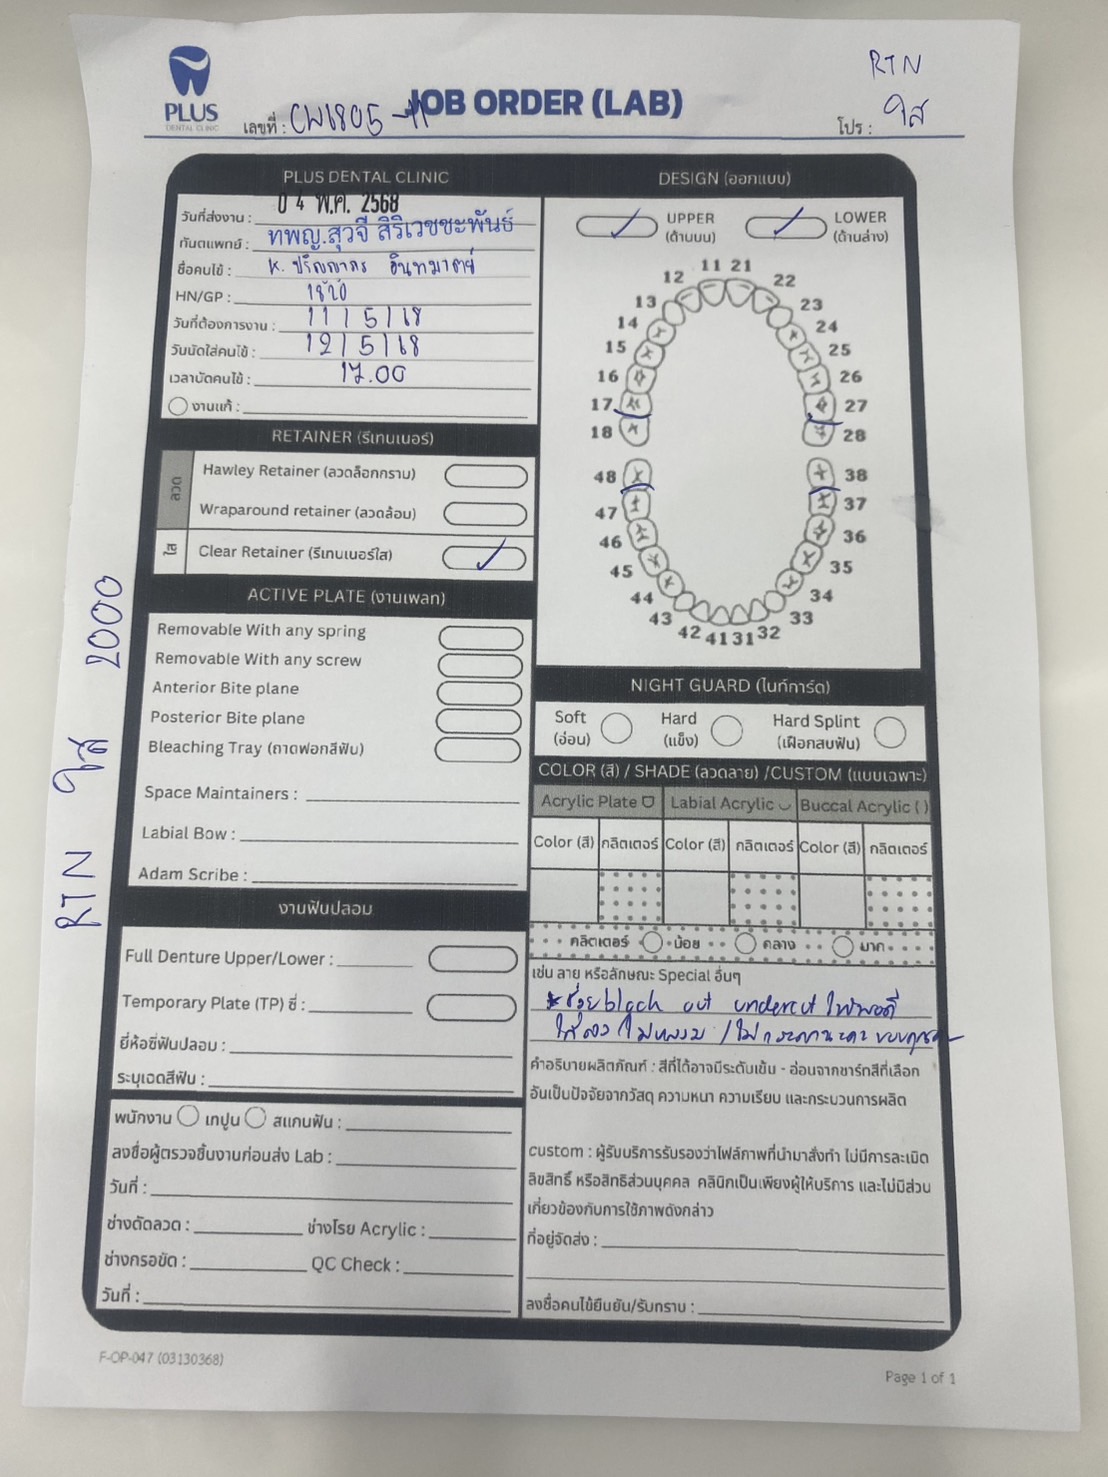 RTN
ใส
PLUS
DENTAL CLINIC
JOB ORDER (LAB)
เลขที่ : CW6805-11
โปร :
PLUS DENTAL CLINIC
วันที่ส่งงาน : 0 4 พ.ค. 2568
ทันตแพทย์ : ทพญ.สุวจี สิริเวชชะพันธ์
ชื่อคนไข้ : K.
HN/GP : 1820
วันที่ต้องการงาน : 11/5/68
วันนัดใส่คนไข้ : 12/5/68
เวลานัดคนไข้ : 17.00
งานแก้ :
RETAINER (รีเทนเนอร์)
ลวด
Hawley Retainer (ลวดล็อกกราม)
Wraparound retainer (ลวดล้อม)
ใส
Clear Retainer (รีเทนเนอร์ใส)
ACTIVE PLATE (งานเพลท)
Removable With any spring
Removable With any screw
Anterior Bite plane
Posterior Bite plane
Bleaching Tray (ถาดฟอกสีฟัน)
Space Maintainers :
Labial Bow :
Adam Scribe :
งานฟันปลอม
Full Denture Upper/Lower :
Temporary Plate (TP) ซี่ :
ยี่ห้อซี่ฟันปลอม :
ระบุเฉดสีฟัน :
พนักงาน เทปูน สแกนฟัน :
ลงชื่อผู้ตรวจชิ้นงานก่อนส่ง Lab :
วันที่ :
ช่างดัดลวด : ช่างโรย Acrylic :
ช่างกรอขัด : QC Check :
วันที่ :
RTN ใส 2000
DESIGN (ออกแบบ)
UPPER
(ด้านบน)
LOWER
(ด้านล่าง)
11 21
12 22
13 23
14 24
15 25
16 26
17 27
18 28
48 38
47 37
46 36
45 35
44 34
43 33
42 41 31 32
NIGHT GUARD (ไนท์การ์ด)
Soft
(อ่อน)
Hard
(แข็ง)
Hard Splint
(เฝือกสบฟัน)
COLOR (สี) / SHADE (ลวดลาย) /CUSTOM (แบบเฉพาะ)
Acrylic Plate Labial Acrylic Buccal Acrylic ( )
Color (สี) กลิตเตอร์ Color (สี) กลิตเตอร์ Color (สี) กลิตเตอร์
กลิตเตอร์ น้อย กลาง มาก
เช่น ลาย หรือลักษณะ Special อื่นๆ
*ช่วย block out undercut ให้พอดี
ใส่ลง/ไม่หลวม/ไม่
คำอธิบายผลิตภัณฑ์ : สีที่ได้อาจมีระดับเข้ม - อ่อนจากชาร์ทสีที่เลือก
อันเป็นปัจจัยจากวัสดุ ความหนา ความเรียบ และกระบวนการผลิต
custom : ผู้รับบริการรับรองว่าไฟล์ภาพที่นำมาสั่งทำ ไม่มีการละเมิด
ลิขสิทธิ์ หรือสิทธิส่วนบุคคล คลินิกเป็นเพียงผู้ให้บริการ และไม่มีส่วน
เกี่ยวข้องกับการใช้ภาพดังกล่าว
ที่อยู่จัดส่ง :
ลงชื่อคนไข้ยืนยัน/รับทราบ :
F-OP-047 (03130368)
Page 1 of 1